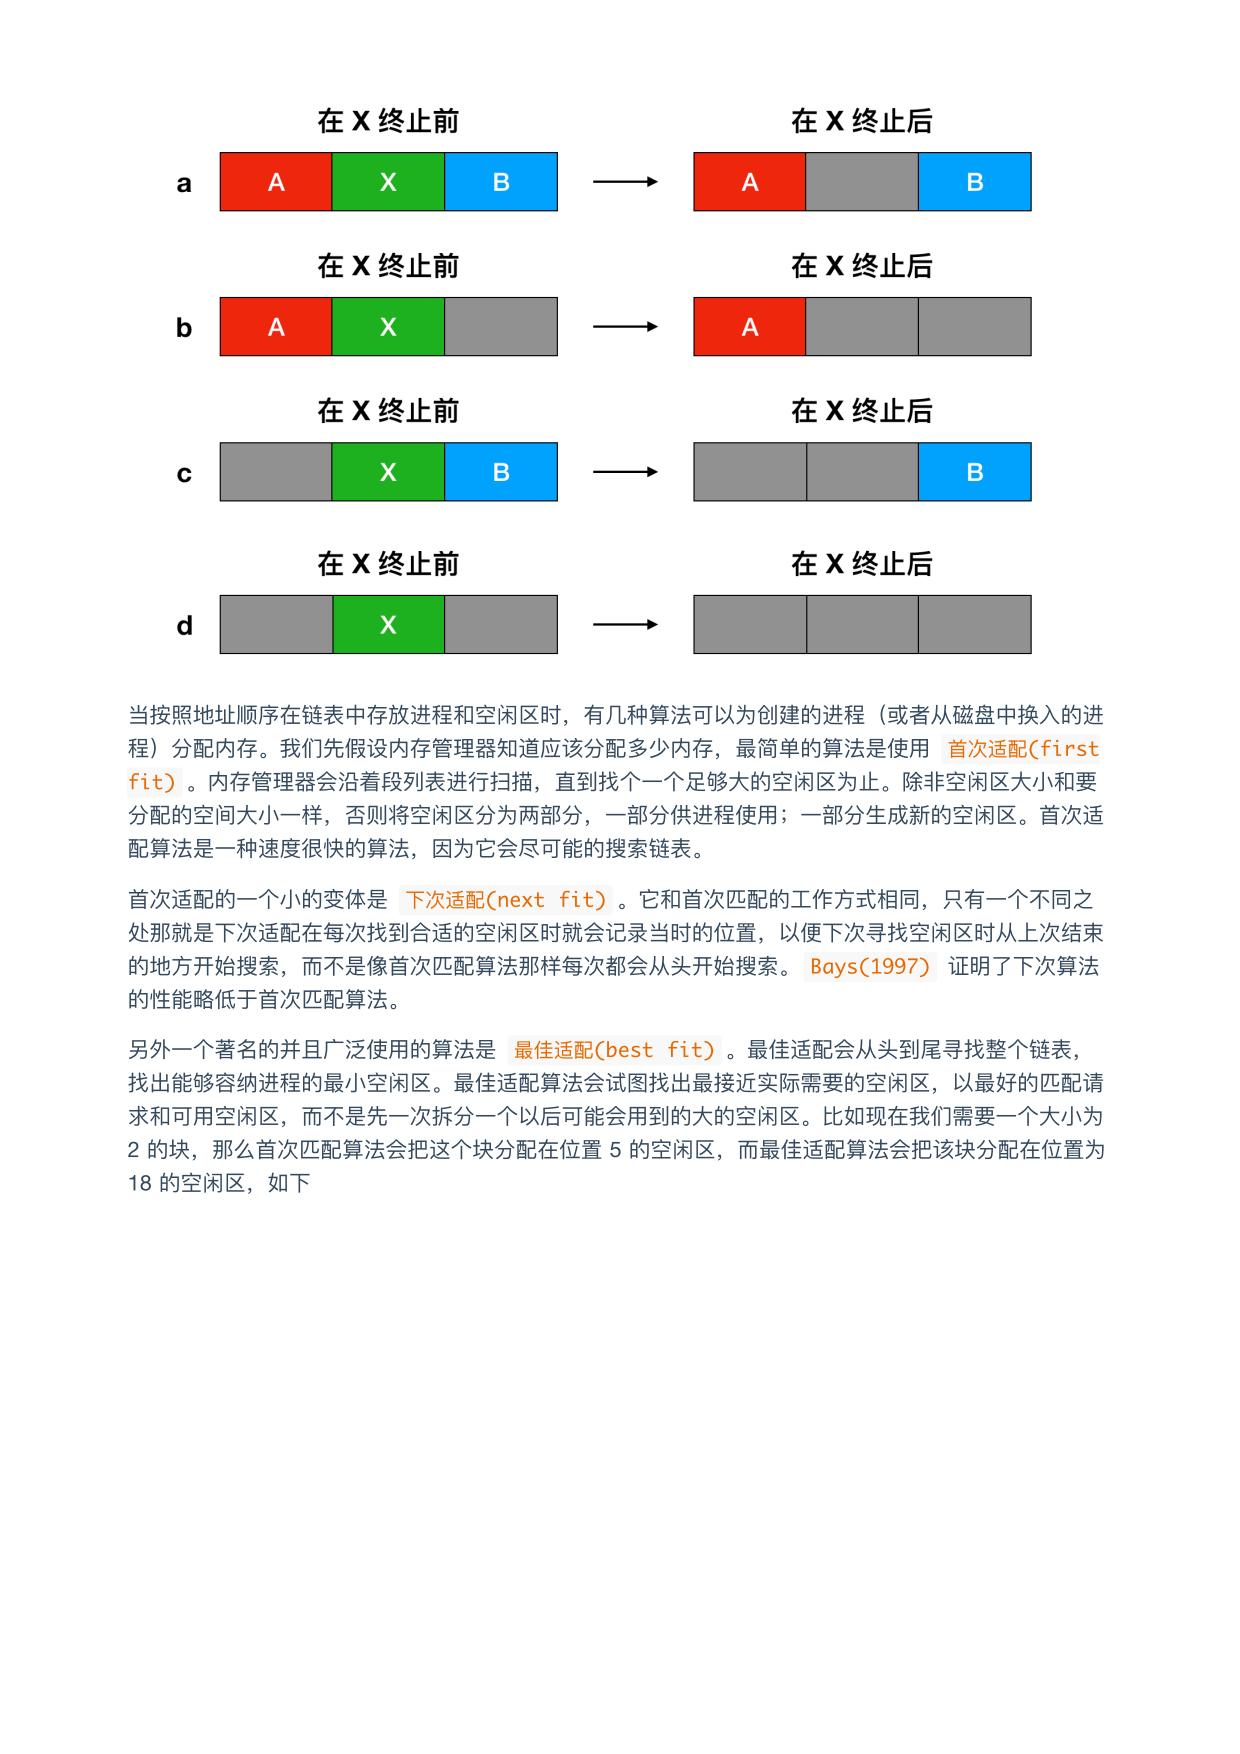 在 X 终止前 在 X 终止后
a A X B A B
在 X 终止前 在 X 终止后
b A X A
在 X 终止前 在 X 终止后
c X B B
在 X 终止前 在 X 终止后
d X
当按照地址顺序在链表中存放进程和空闲区时，有几种算法可以为创建的进程（或者从磁盘中换入的进
程）分配内存。我们先假设内存管理器知道应该分配多少内存，最简单的算法是使用 首次适配(first
fit) 。内存管理器会沿着段列表进行扫描，直到找个一个足够大的空闲区为止。除非空闲区大小和要
分配的空间大小一样，否则将空闲区分为两部分，一部分供进程使用；一部分生成新的空闲区。首次适
配算法是一种速度很快的算法，因为它会尽可能的搜索链表。
首次适配的一个小的变体是 下次适配(next fit) 。它和首次匹配的工作方式相同，只有一个不同之
处那就是下次适配在每次找到合适的空闲区时就会记录当时的位置，以便下次寻找空闲区时从上次结束
的地方开始搜索，而不是像首次匹配算法那样每次都会从头开始搜索。 Bays(1997) 证明了下次算法
的性能略低于首次匹配算法。
另外一个著名的并且广泛使用的算法是 最佳适配(best fit) 。最佳适配会从头到尾寻找整个链表，
找出能够容纳进程的最小空闲区。最佳适配算法会试图找出最接近实际需要的空闲区，以最好的匹配请
求和可用空闲区，而不是先一次拆分一个以后可能会用到的大的空闲区。比如现在我们需要一个大小为
2 的块，那么首次匹配算法会把这个块分配在位置 5 的空闲区，而最佳适配算法会把该块分配在位置为
18 的空闲区，如下